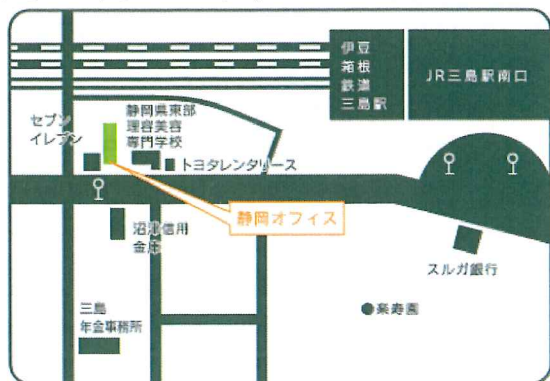 伊豆
箱根
鉄道
三島駅
JR三島駅南口
セブン
イレブン
静岡県東部
理容美容
専門学校
トヨタレンタリース
静岡オフィス
沼津信用
金庫
スルガ銀行
三島
年金事務所
楽寿園